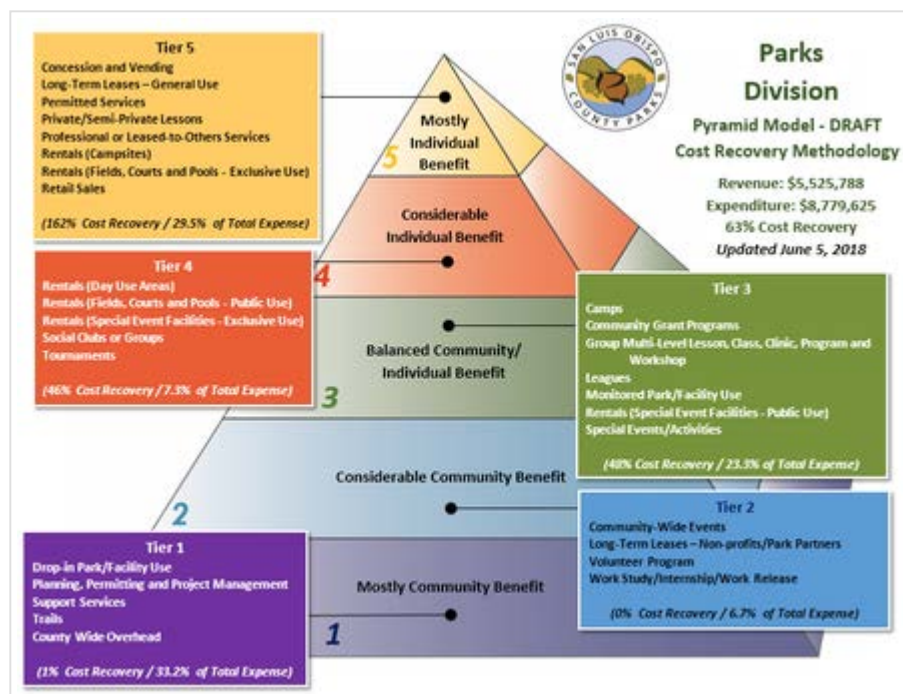 Tier 5
Concession and Vending
Long-Term Leases – General Use
Permitted Services
Private/Semi-Private Lessons
Professional or Leased-to-Others Services
Rentals (Campsites)
Rentals (Fields, Courts and Pools - Exclusive Use)
Retail Sales
(162% Cost Recovery / 29.5% of Total Expense)
SAN LUIS OBISPO
COUNTY PARKS
Parks
Division
Pyramid Model - DRAFT
Cost Recovery Methodology
Revenue: $5,525,788
Expenditure: $8,779,625
63% Cost Recovery
Updated June 5, 2018
Mostly
Individual
Benefit
5
Considerable
Individual Benefit
4
Tier 4
Rentals (Day Use Areas)
Rentals (Fields, Courts and Pools - Public Use)
Rentals (Special Event Facilities - Exclusive Use)
Social Clubs or Groups
Tournaments
(46% Cost Recovery / 7.3% of Total Expense)
Balanced Community/
Individual Benefit
3
Tier 3
Camps
Community Grant Programs
Group Multi-Level Lesson, Class, Clinic, Program and
Workshop
Leagues
Monitored Park/Facility Use
Rentals (Special Event Facilities - Public Use)
Special Events/Activities
(48% Cost Recovery / 23.3% of Total Expense)
Considerable Community Benefit
2
Tier 2
Community-Wide Events
Long-Term Leases – Non-profits/Park Partners
Volunteer Program
Work Study/Internship/Work Release
(0% Cost Recovery / 6.7% of Total Expense)
Tier 1
Drop-in Park/Facility Use
Planning, Permitting and Project Management
Support Services
Trails
County Wide Overhead
(1% Cost Recovery / 33.2% of Total Expense)
Mostly Community Benefit
1